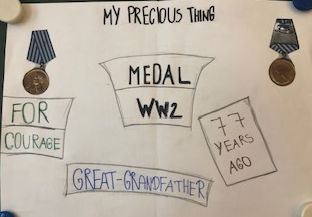 MY PRECIOUS THING
MEDAL
WW2
FOR
COURAGE
77
YEARS
AGO
GREAT-GRANDFATHER